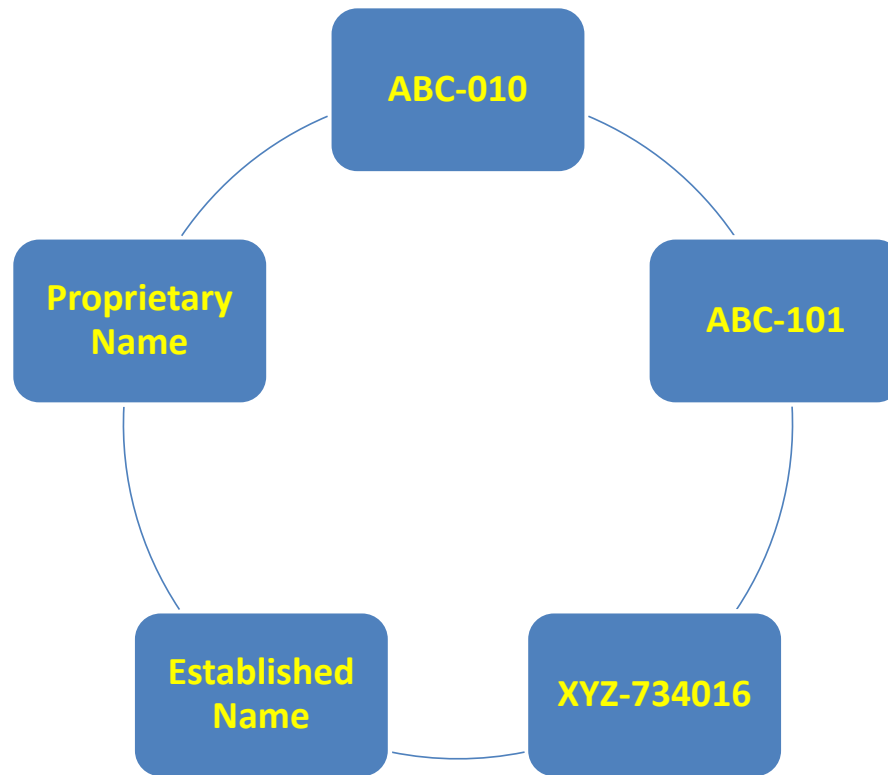 ABC-010
Proprietary
Name
ABC-101
Established
Name
XYZ-734016